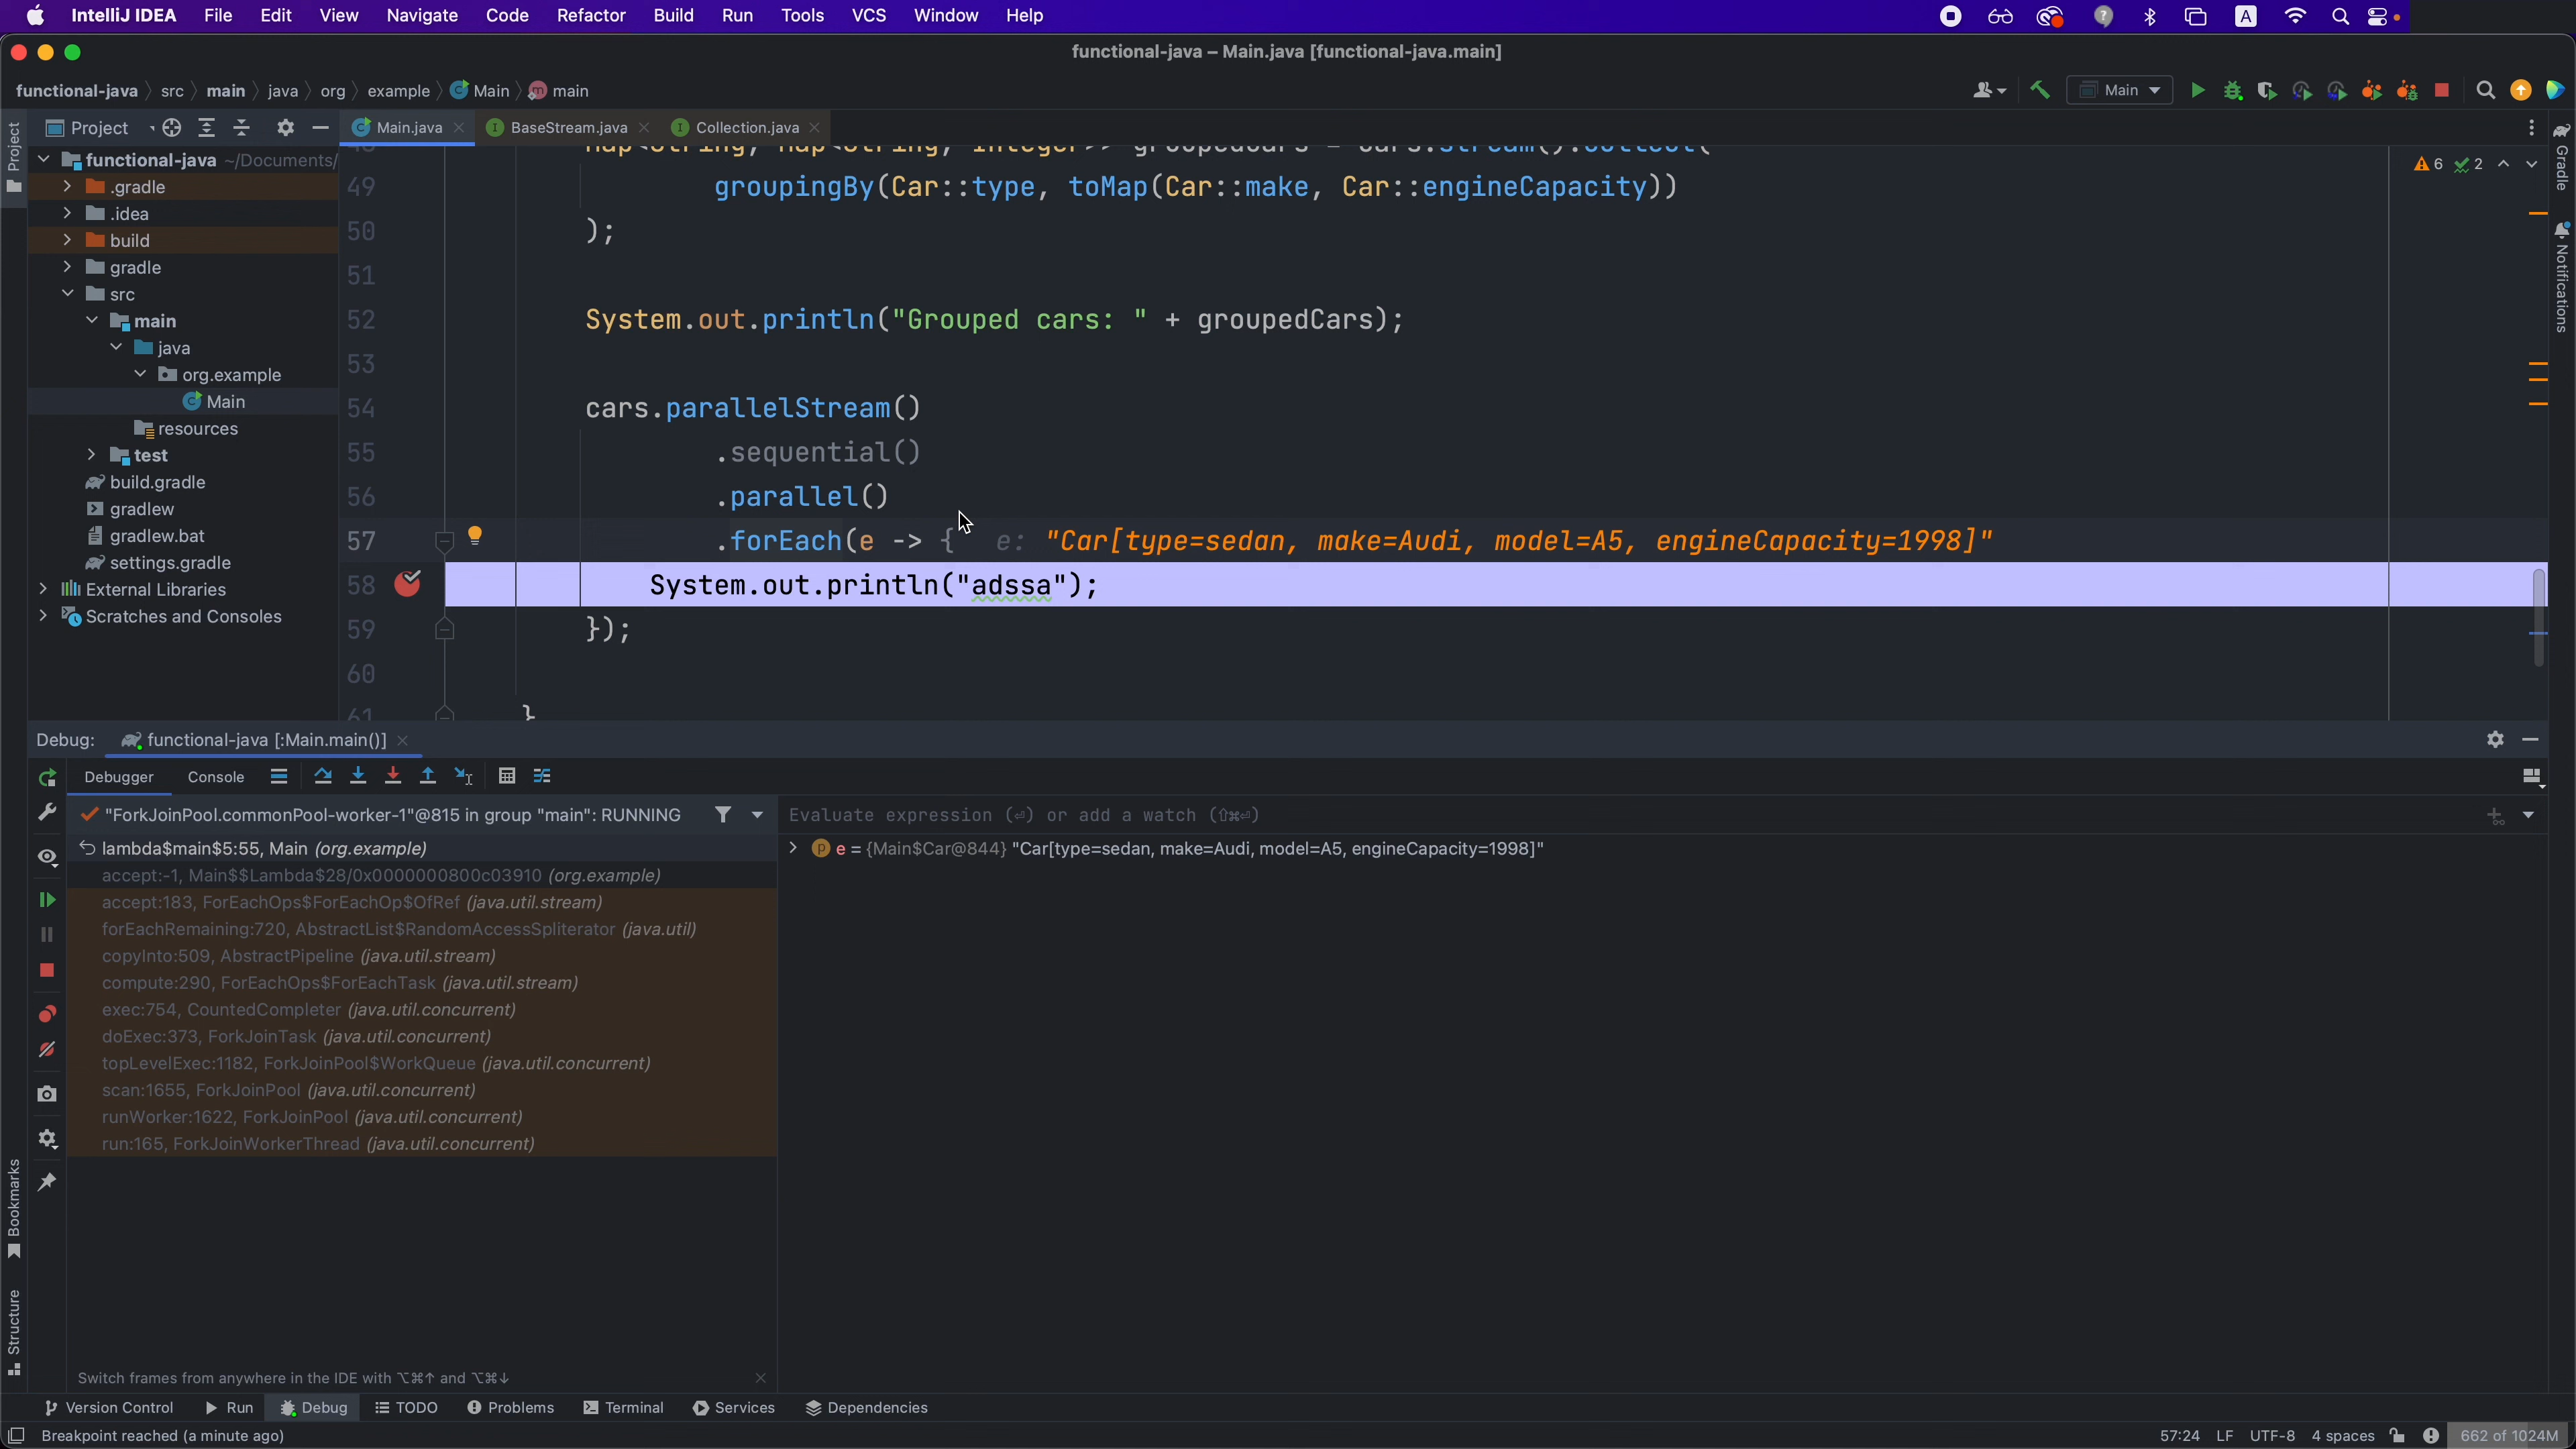 IntelliJ IDEA File Edit View Navigate Code Refactor Build Run Tools VCS Window Help A
functional-java – Main.java [functional-java.main]
functional-java src main java org example Main main Main
Project Main.java BaseStream.java Collection.java
functional-java ~/Documents/
.gradle
.idea
build
gradle
src
main
java
org.example
Main
resources
test
build.gradle
gradlew
gradlew.bat
settings.gradle
External Libraries
Scratches and Consoles
49 groupingBy(Car::type, toMap(Car::make, Car::engineCapacity))
50 );
51
52 System.out.println("Grouped cars: " + groupedCars);
53
54 cars.parallelStream()
55 .sequential()
56 .parallel()
57 .forEach(e -> { e: "Car[type=sedan, make=Audi, model=A5, engineCapacity=1998]"
58 System.out.println("adssa");
59 });
60
61 }
6 2
Project
Bookmarks
Structure
Gradle
Notifications
Debug: functional-java [:Main.main()]
Debugger Console
"ForkJoinPool.commonPool-worker-1"@815 in group "main": RUNNING
lambda$main$5:55, Main (org.example)
accept:-1, Main$$Lambda$28/0x0000000800c03910 (org.example)
accept:183, ForEachOps$ForEachOp$OfRef (java.util.stream)
forEachRemaining:720, AbstractList$RandomAccessSpliterator (java.util)
copyInto:509, AbstractPipeline (java.util.stream)
compute:290, ForEachOps$ForEachTask (java.util.stream)
exec:754, CountedCompleter (java.util.concurrent)
doExec:373, ForkJoinTask (java.util.concurrent)
topLevelExec:1182, ForkJoinPool$WorkQueue (java.util.concurrent)
scan:1655, ForkJoinPool (java.util.concurrent)
runWorker:1622, ForkJoinPool (java.util.concurrent)
run:165, ForkJoinWorkerThread (java.util.concurrent)
Switch frames from anywhere in the IDE with ⌥⌘↑ and ⌥⌘↓
Evaluate expression (⏎) or add a watch (⇧⌘⏎)
e = {Main$Car@844} "Car[type=sedan, make=Audi, model=A5, engineCapacity=1998]"
Version Control Run Debug TODO Problems Terminal Services Dependencies
Breakpoint reached (a minute ago) 57:24 LF UTF-8 4 spaces 662 of 1024M